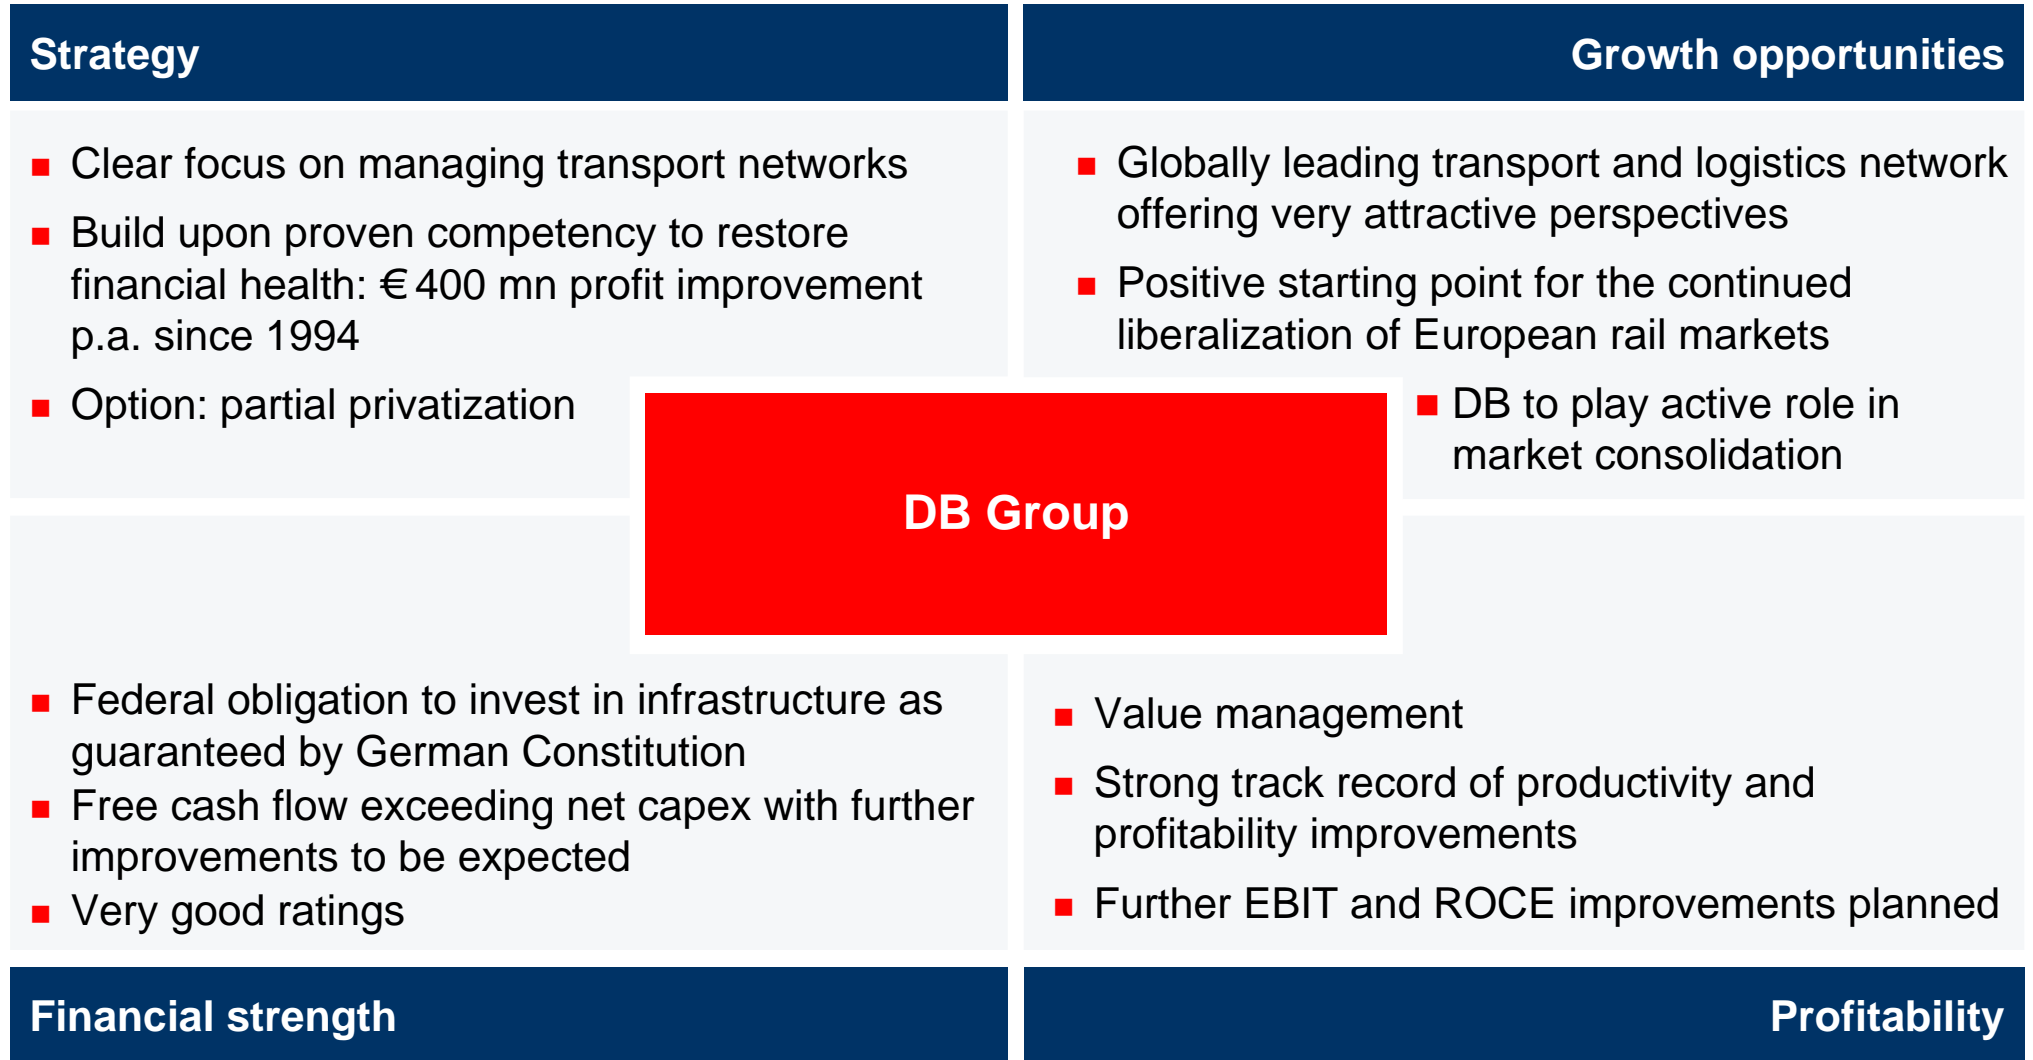 Strategy
■ Clear focus on managing transport networks
■ Build upon proven competency to restore
financial health: € 400 mn profit improvement
p.a. since 1994
■ Option: partial privatization
Growth opportunities
■ Globally leading transport and logistics network
offering very attractive perspectives
■ Positive starting point for the continued
liberalization of European rail markets
■ DB to play active role in
market consolidation
DB Group
■ Federal obligation to invest in infrastructure as
guaranteed by German Constitution
■ Free cash flow exceeding net capex with further
improvements to be expected
■ Very good ratings
Financial strength
■ Value management
■ Strong track record of productivity and
profitability improvements
■ Further EBIT and ROCE improvements planned
Profitability